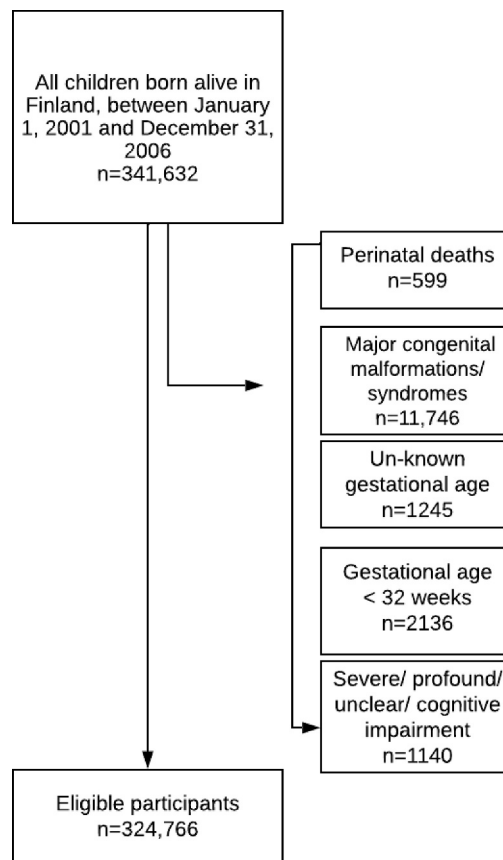 All children born alive in
Finland, between January
1, 2001 and December 31,
2006
n=341,632
Perinatal deaths
n=599
Major congenital
malformations/
syndromes
n=11,746
Un-known
gestational age
n=1245
Gestational age
< 32 weeks
n=2136
Severe/ profound/
unclear/ cognitive
impairment
n=1140
Eligible participants
n=324,766